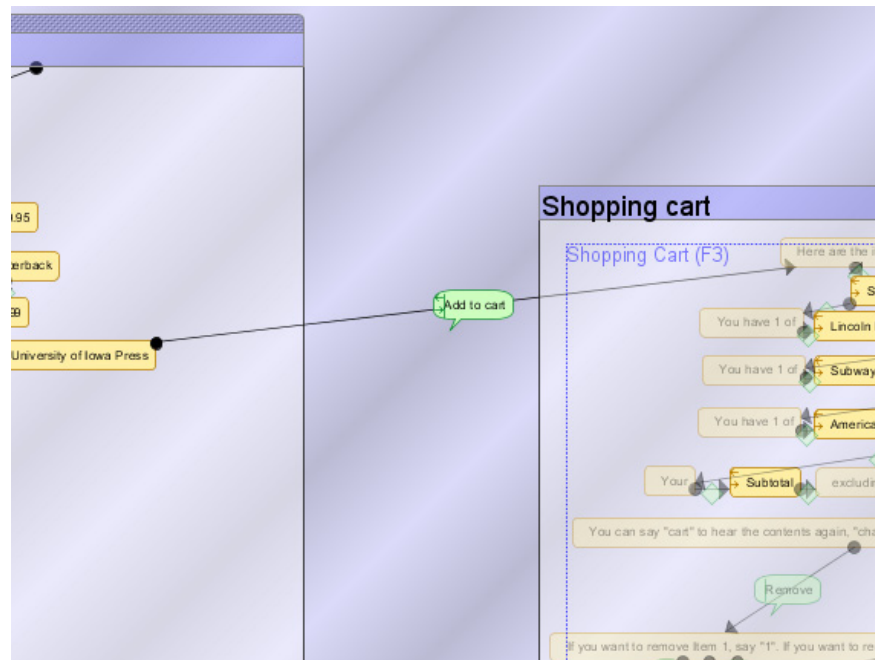 .95
erback
99
University of Iowa Press
Add to cart
Shopping cart
Shopping Cart (F3)
Here are the
S
You have 1 of
Lincoln
You have 1 of
Subway
You have 1 of
America
Your
Subtotal
excludin
You can say "cart" to hear the contents again, "cha
Remove
If you want to remove Item 1, say "1". If you want to re